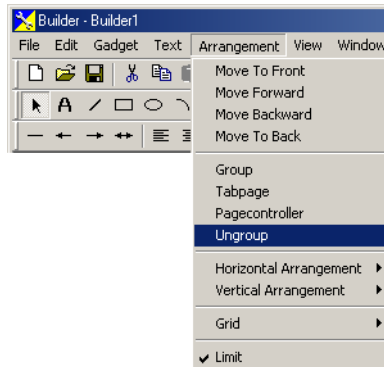 Builder - Builder1
File Edit Gadget Text Arrangement View Window
A
Move To Front
Move Forward
Move Backward
Move To Back
Group
Tabpage
Pagecontroller
Ungroup
Horizontal Arrangement
Vertical Arrangement
Grid
Limit